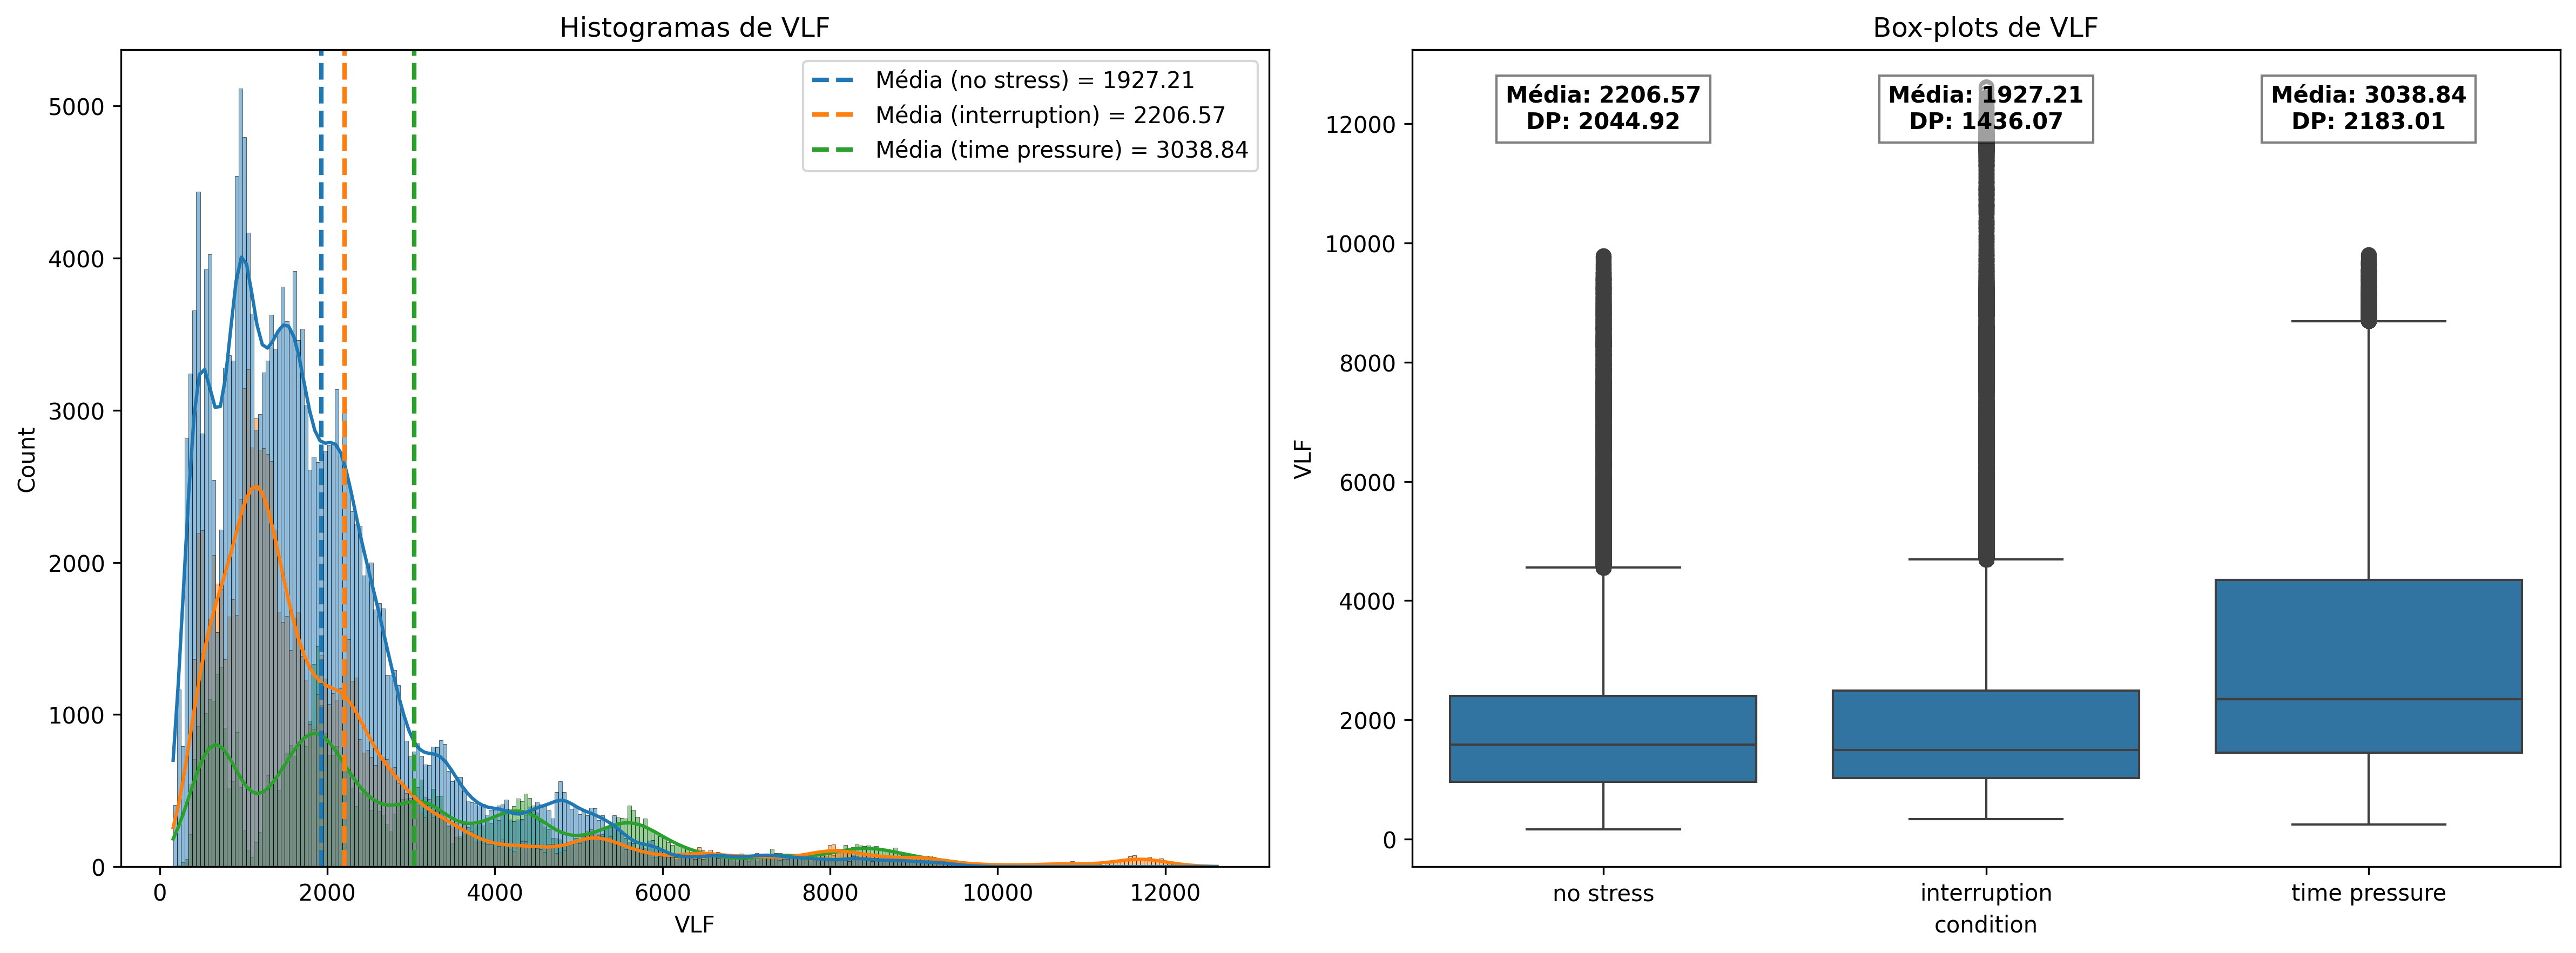 Histogramas de VLF
Média (no stress) = 1927.21
Média (interruption) = 2206.57
Média (time pressure) = 3038.84
Count
5000
4000
3000
2000
1000
0
0 2000 4000 6000 8000 10000 12000
VLF
Box-plots de VLF
Média: 2206.57
DP: 2044.92
Média: 1927.21
DP: 1436.07
Média: 3038.84
DP: 2183.01
VLF
12000
10000
8000
6000
4000
2000
0
no stress interruption time pressure
condition